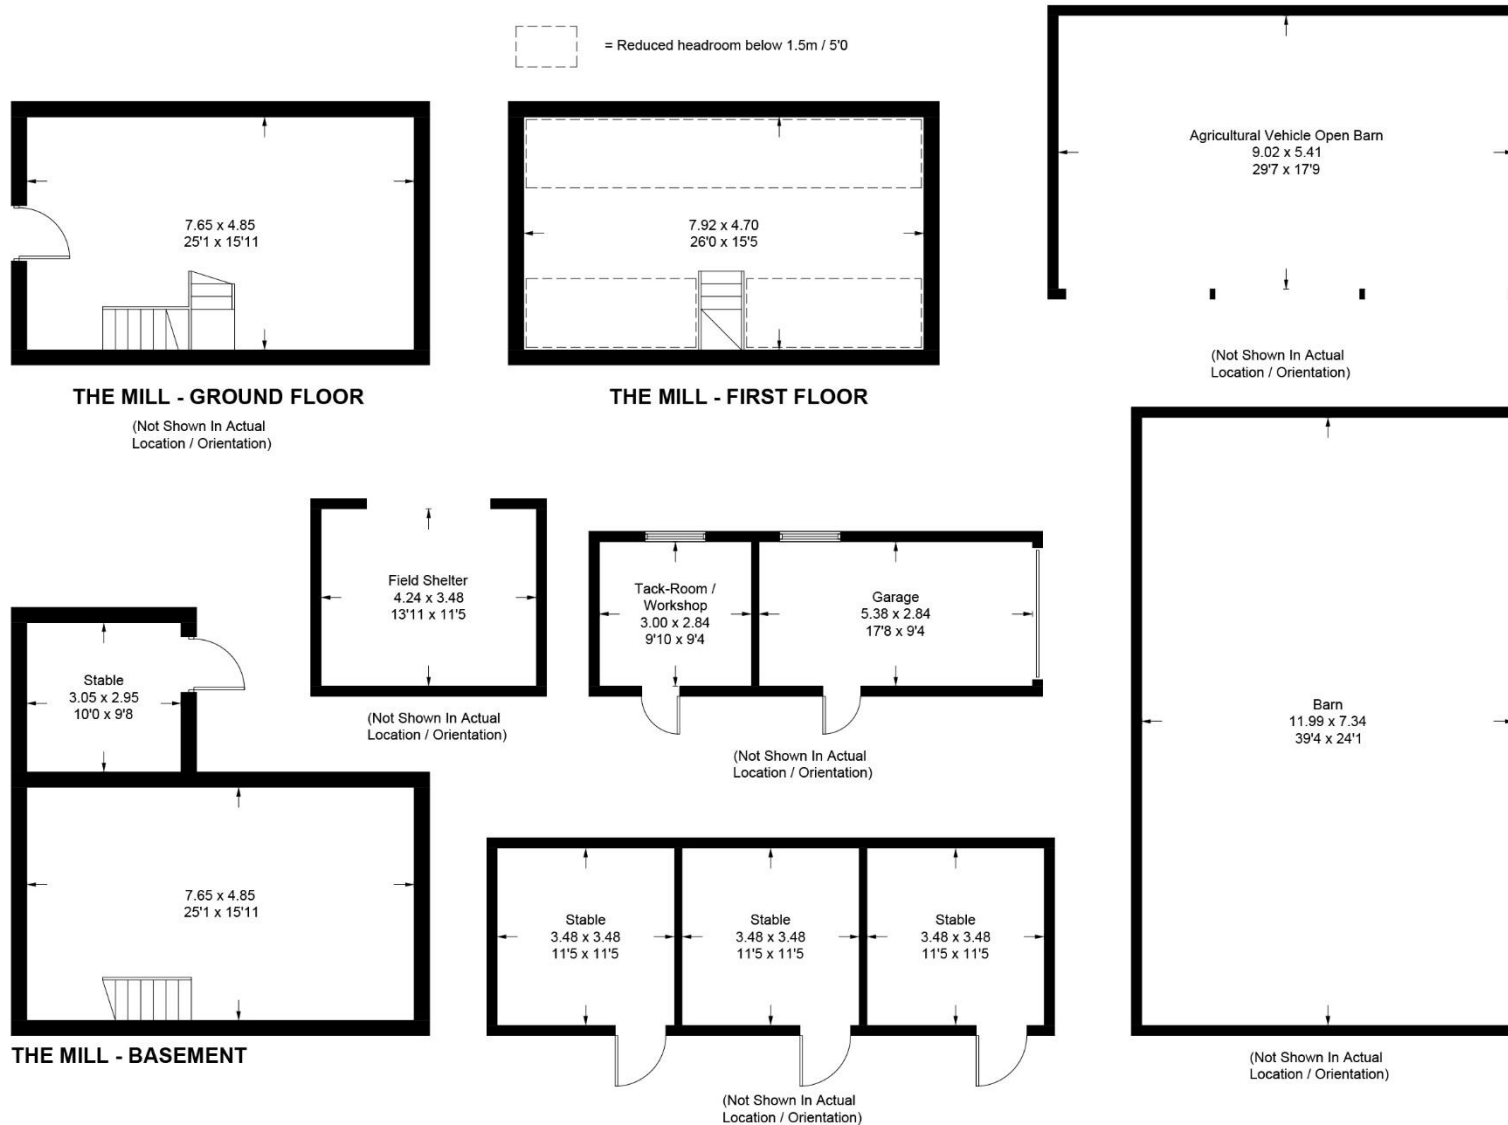 = Reduced headroom below 1.5m / 5'0
7.65 x 4.85
25'1 x 15'11
THE MILL - GROUND FLOOR
(Not Shown In Actual
Location / Orientation)
7.92 x 4.70
26'0 x 15'5
THE MILL - FIRST FLOOR
Agricultural Vehicle Open Barn
9.02 x 5.41
29'7 x 17'9
(Not Shown In Actual
Location / Orientation)
Field Shelter
4.24 x 3.48
13'11 x 11'5
(Not Shown In Actual
Location / Orientation)
Tack-Room /
Workshop
3.00 x 2.84
9'10 x 9'4
Garage
5.38 x 2.84
17'8 x 9'4
(Not Shown In Actual
Location / Orientation)
Barn
11.99 x 7.34
39'4 x 24'1
(Not Shown In Actual
Location / Orientation)
Stable
3.05 x 2.95
10'0 x 9'8
7.65 x 4.85
25'1 x 15'11
THE MILL - BASEMENT
Stable
3.48 x 3.48
11'5 x 11'5
Stable
3.48 x 3.48
11'5 x 11'5
Stable
3.48 x 3.48
11'5 x 11'5
(Not Shown In Actual
Location / Orientation)